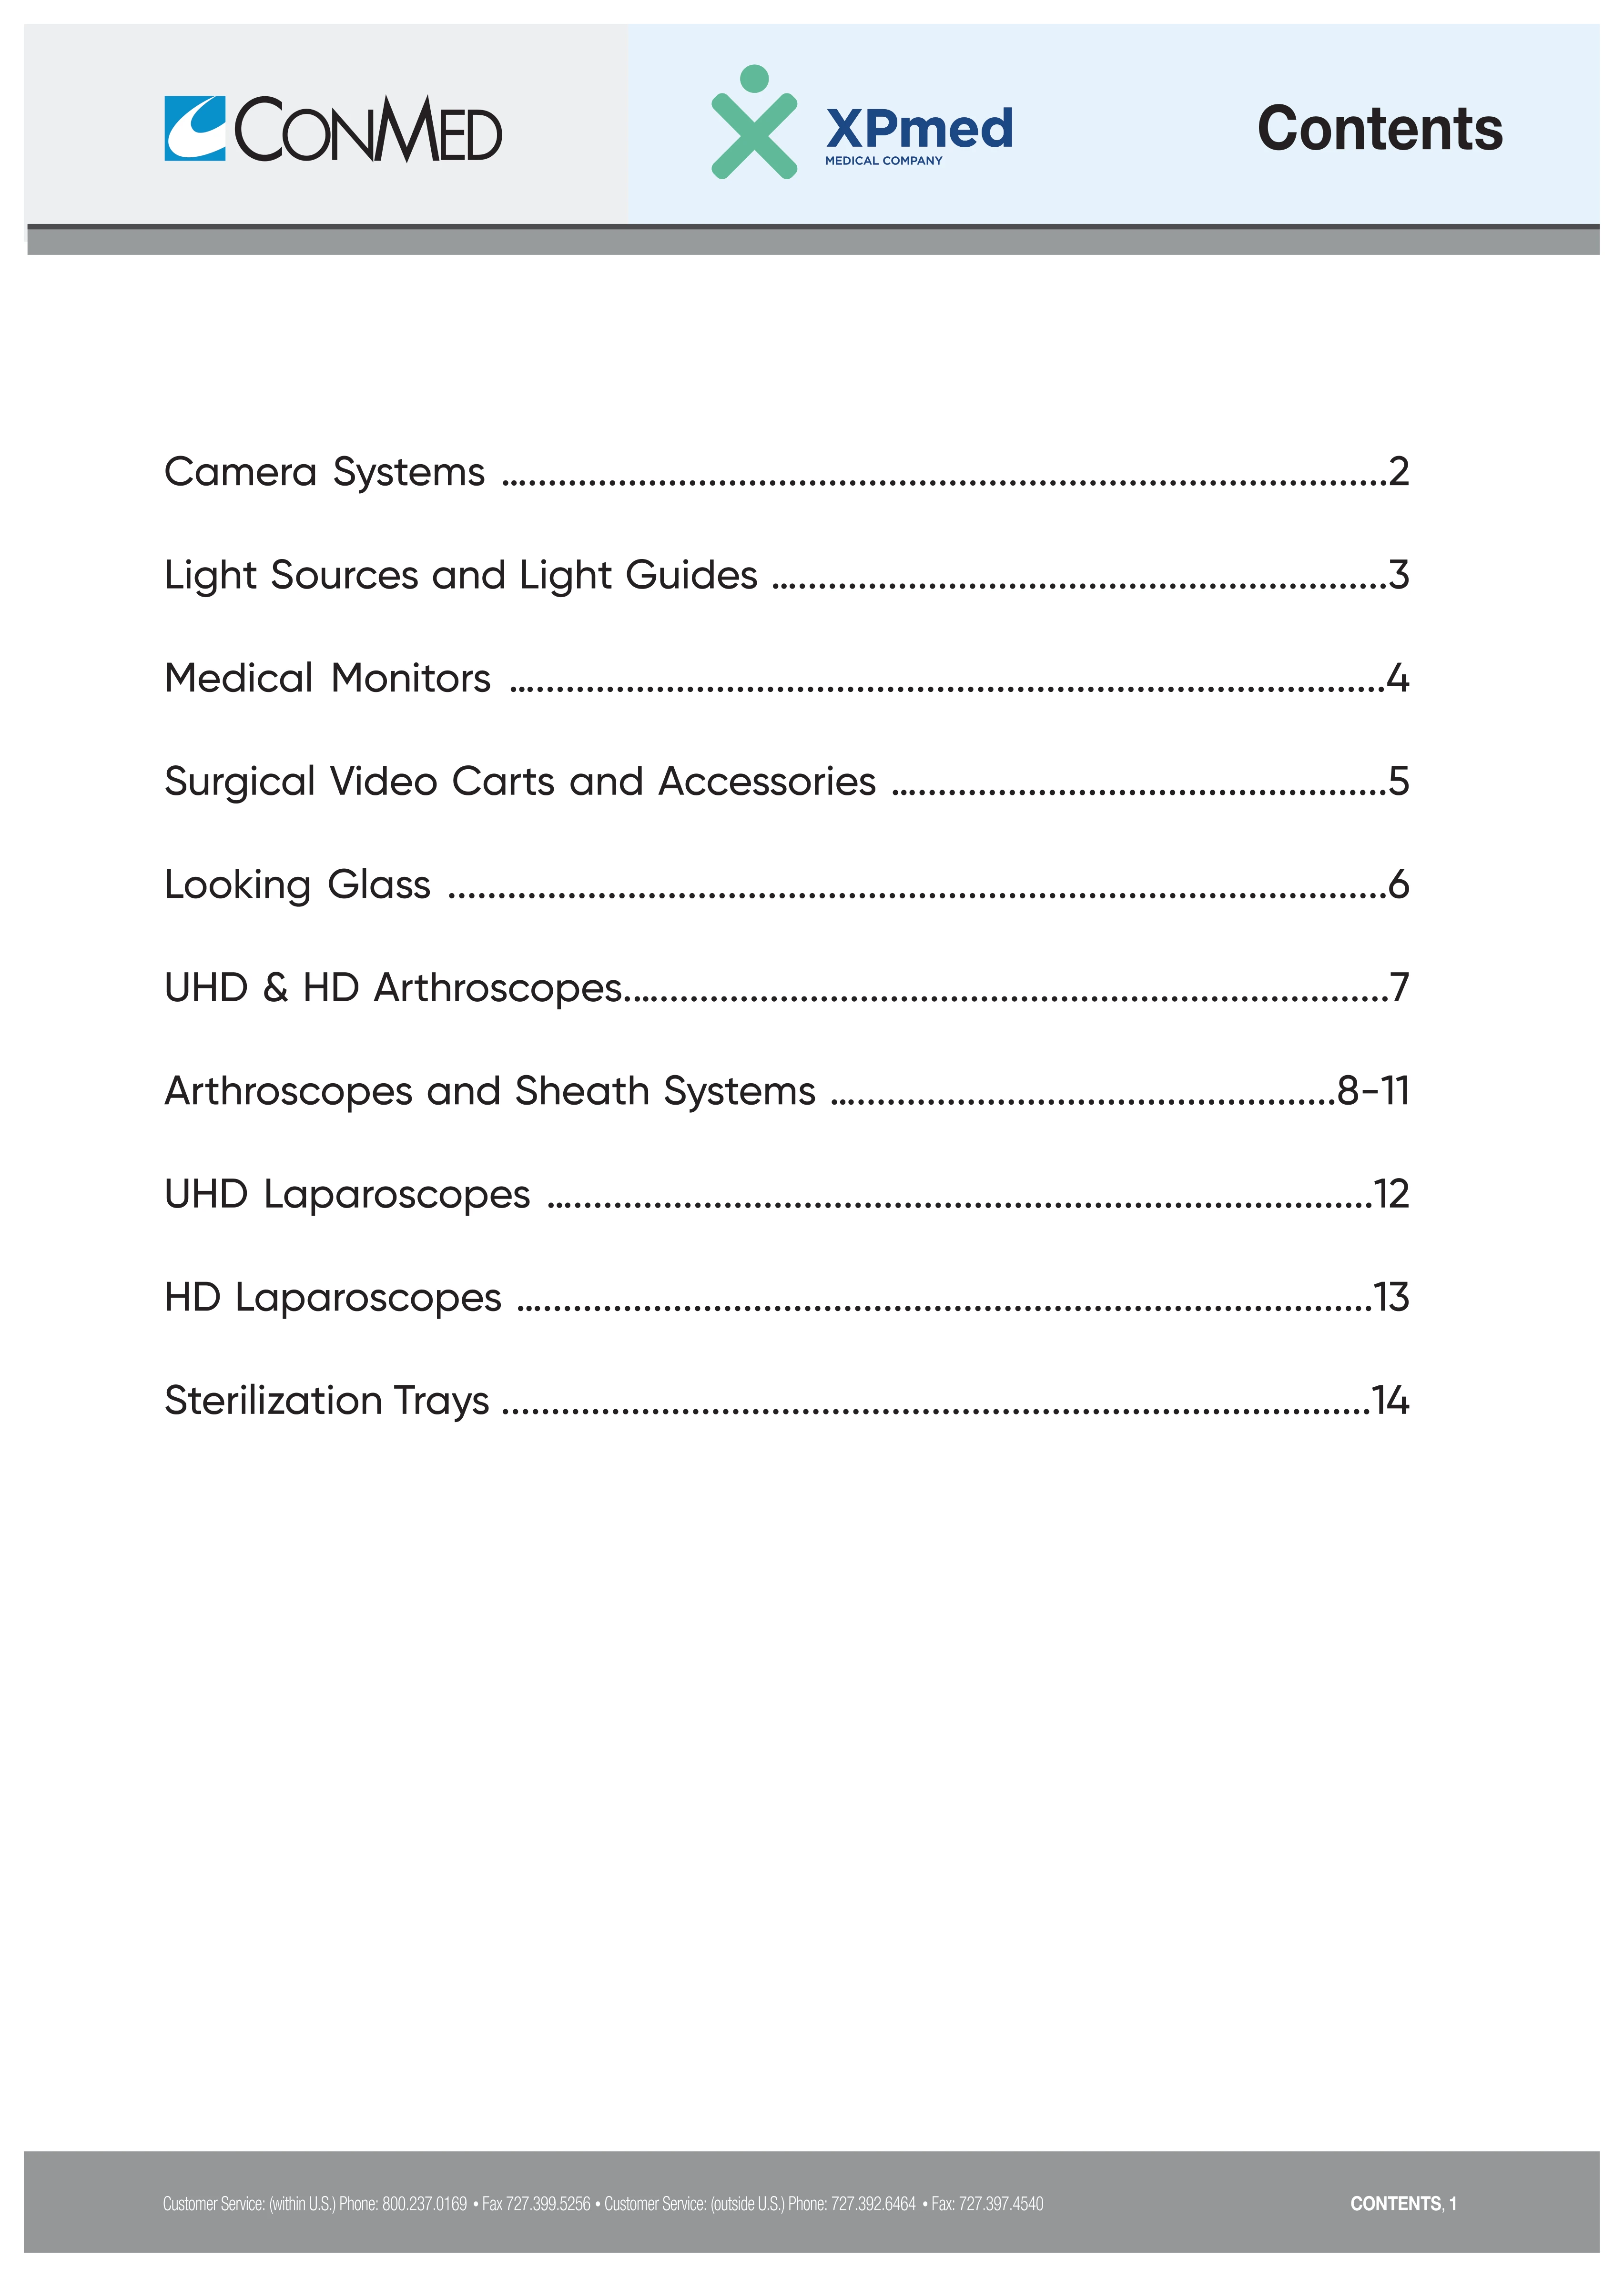 CONMED
XPmed
MEDICAL COMPANY
Contents
Camera Systems ........................................................................................2
Light Sources and Light Guides .............................................................3
Medical Monitors .......................................................................................4
Surgical Video Carts and Accessories .................................................5
Looking Glass ..............................................................................................6
UHD & HD Arthroscopes............................................................................7
Arthroscopes and Sheath Systems ..................................................8-11
UHD Laparoscopes ..................................................................................12
HD Laparoscopes .....................................................................................13
Sterilization Trays .......................................................................................14
Customer Service: (within U.S.) Phone: 800.237.0169 • Fax 727.399.5256 • Customer Service: (outside U.S.) Phone: 727.392.6464 • Fax: 727.397.4540
CONTENTS, 1